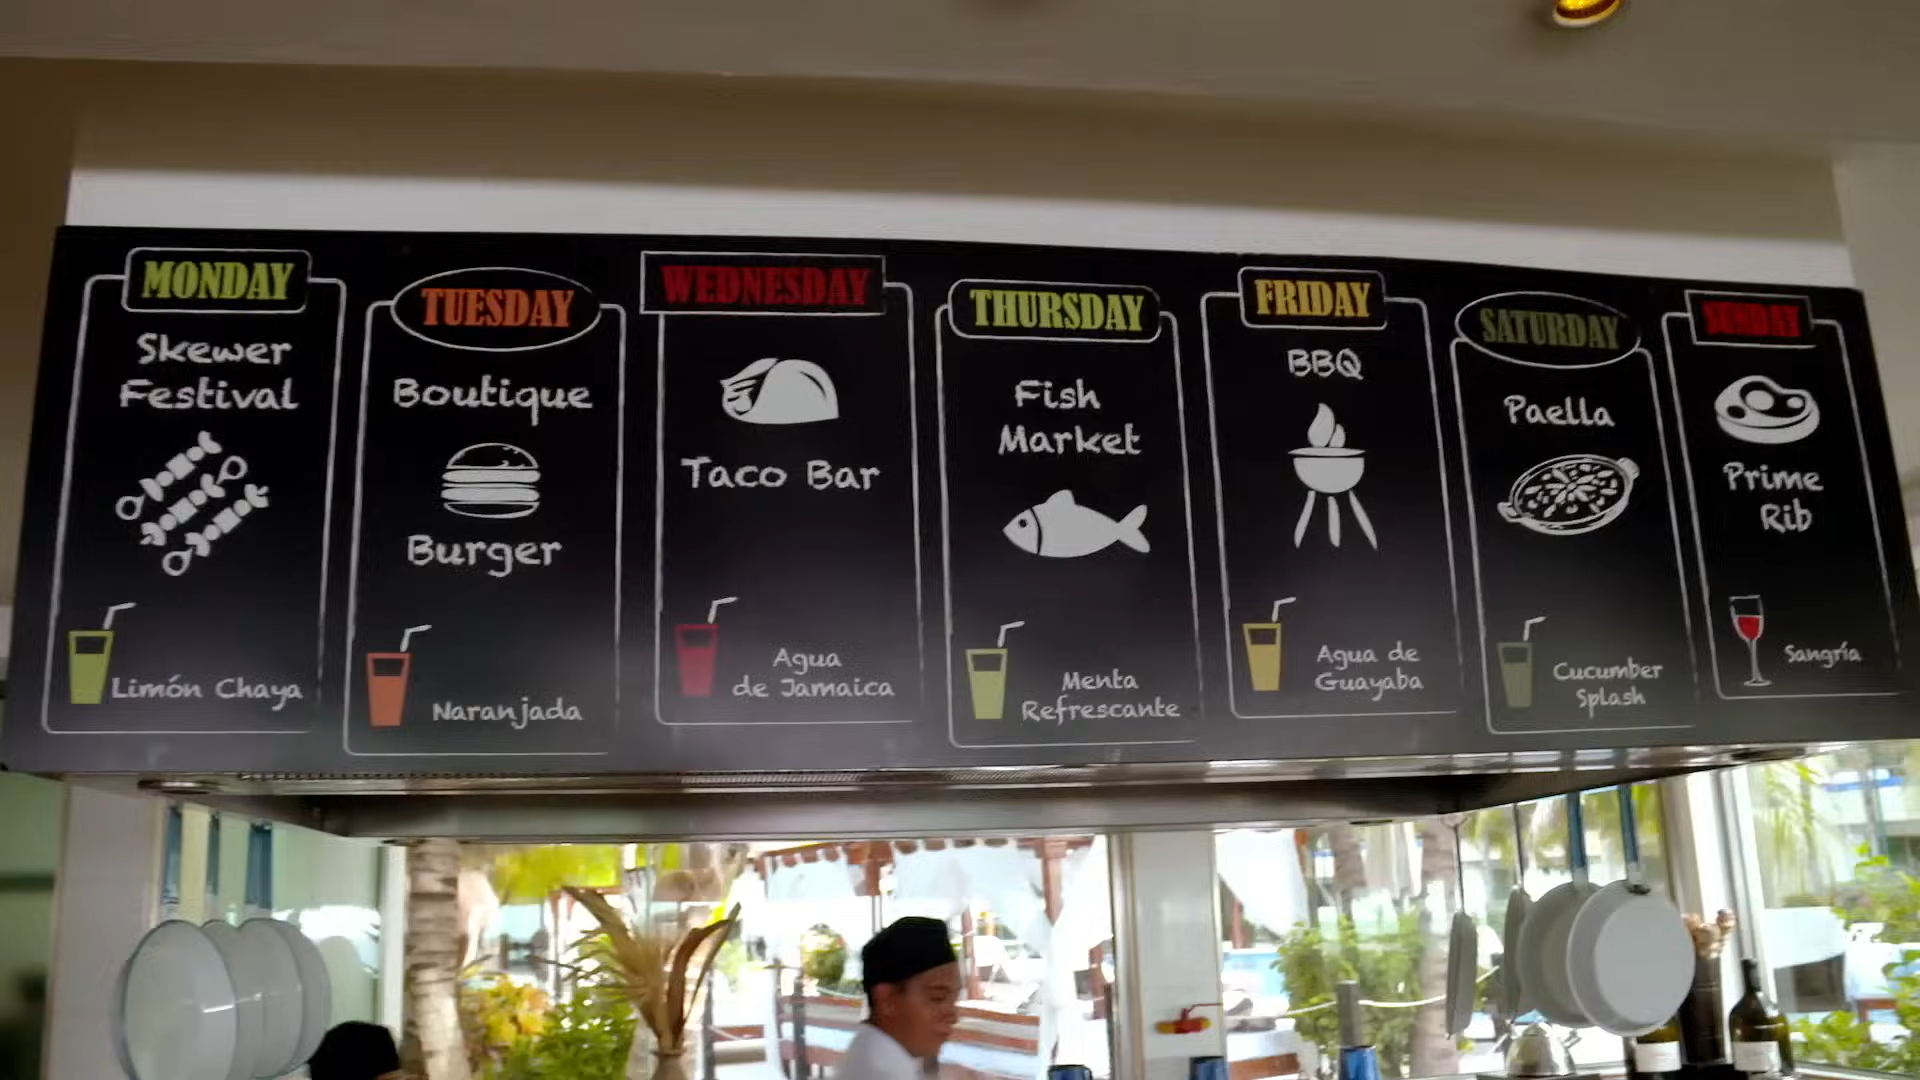 MONDAY
Skewer
Festival
Limón Chaya
TUESDAY
Boutique
Burger
Naranjada
WEDNESDAY
Taco Bar
Agua
de Jamaica
THURSDAY
Fish
Market
Menta
Refrescante
FRIDAY
BBQ
Agua de
Guayaba
SATURDAY
Paella
Cucumber
Splash
SUNDAY
Prime
Rib
Sangría